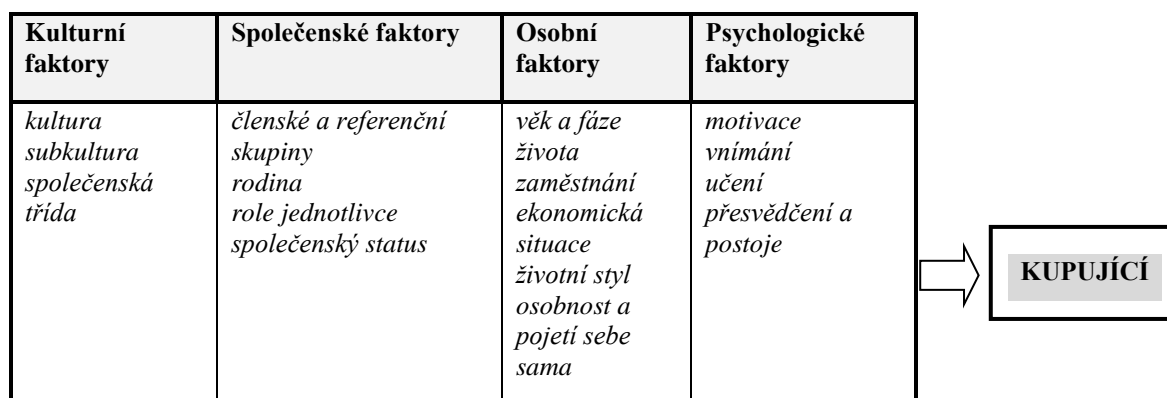 Kulturní
faktory
Společenské faktory
Osobní
faktory
Psychologické
faktory
kultura
subkultura
společenská
třída
členské a referenční
skupiny
rodina
role jednotlivce
společenský status
věk a fáze
života
zaměstnání
ekonomická
situace
životní styl
osobnost a
pojetí sebe
sama
motivace
vnímání
učení
přesvědčení a
postoje
KUPUJÍCÍ